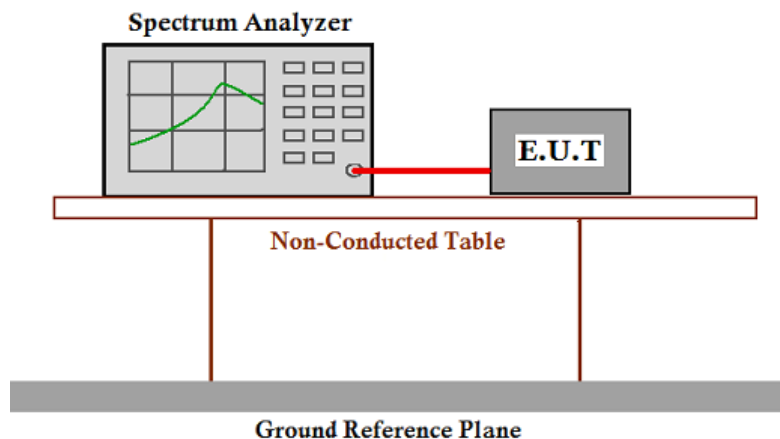 Spectrum Analyzer
E.U.T
Non-Conducted Table
Ground Reference Plane